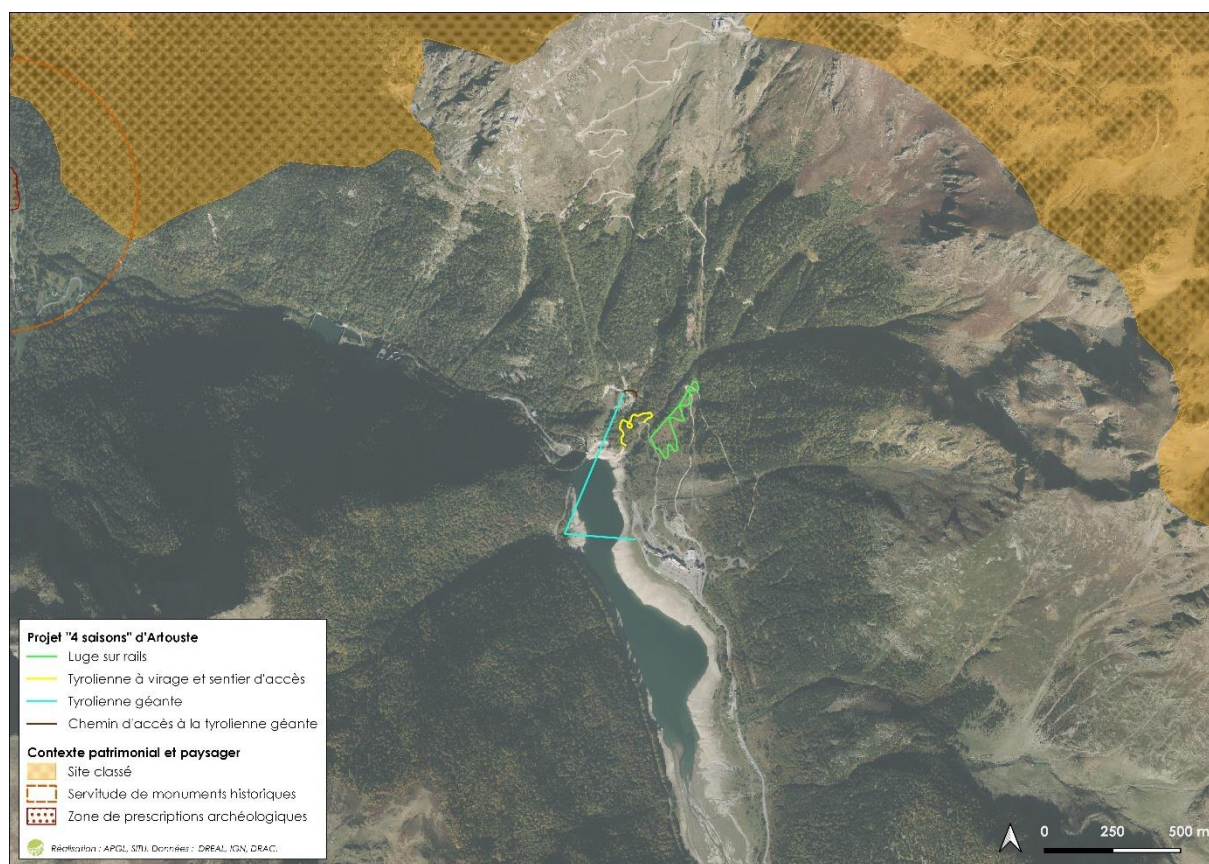 Projet "4 saisons" d'Artouste
Luge sur rails
Tyrolienne à virage et sentier d'accès
Tyrolienne géante
Chemin d'accès à la tyrolienne géante
Contexte patrimonial et paysager
Site classé
Servitude de monuments historiques
Zone de prescriptions archéologiques
Réalisation : APGL, SITU. Données : DREAL, IGN, DRAC.
0 250 500 m